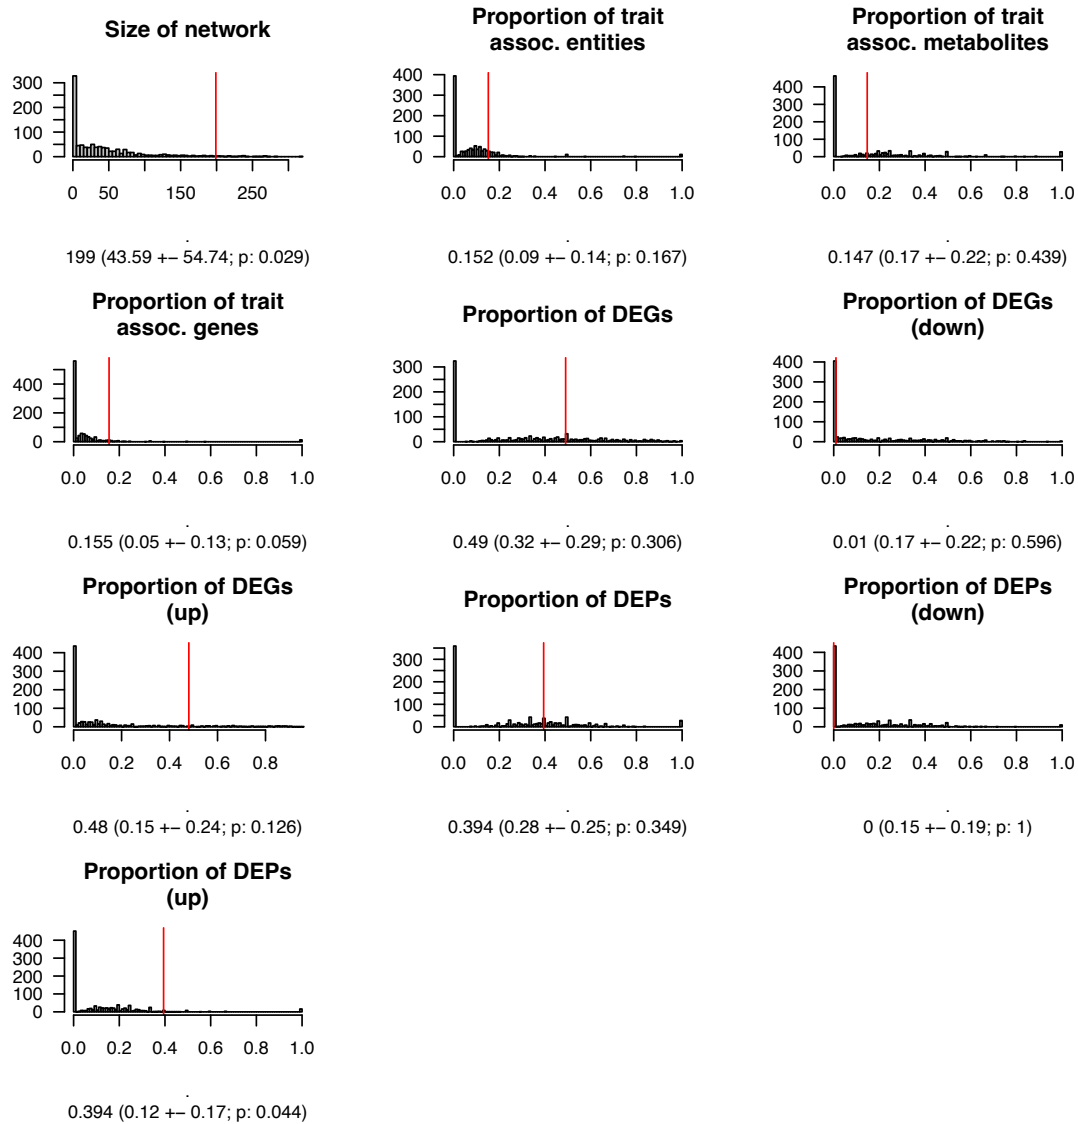 Size of network
300
200
100
0
0 50 150 250
.
199 (43.59 +− 54.74; p: 0.029)
Proportion of trait
assoc. entities
400
300
200
100
0
0.0 0.2 0.4 0.6 0.8 1.0
.
0.152 (0.09 +− 0.14; p: 0.167)
Proportion of trait
assoc. metabolites
400
300
200
100
0
0.0 0.2 0.4 0.6 0.8 1.0
.
0.147 (0.17 +− 0.22; p: 0.439)
Proportion of trait
assoc. genes
400
200
0
0.0 0.2 0.4 0.6 0.8 1.0
.
0.155 (0.05 +− 0.13; p: 0.059)
Proportion of DEGs
300
200
100
0
0.0 0.2 0.4 0.6 0.8 1.0
.
0.49 (0.32 +− 0.29; p: 0.306)
Proportion of DEGs
(down)
400
300
200
100
0
0.0 0.2 0.4 0.6 0.8 1.0
.
0.01 (0.17 +− 0.22; p: 0.596)
Proportion of DEGs
(up)
400
300
200
100
0
0.0 0.2 0.4 0.6 0.8
.
0.48 (0.15 +− 0.24; p: 0.126)
Proportion of DEPs
300
200
100
0
0.0 0.2 0.4 0.6 0.8 1.0
.
0.394 (0.28 +− 0.25; p: 0.349)
Proportion of DEPs
(down)
400
300
200
100
0
0.0 0.2 0.4 0.6 0.8 1.0
.
0 (0.15 +− 0.19; p: 1)
Proportion of DEPs
(up)
400
300
200
100
0
0.0 0.2 0.4 0.6 0.8 1.0
.
0.394 (0.12 +− 0.17; p: 0.044)